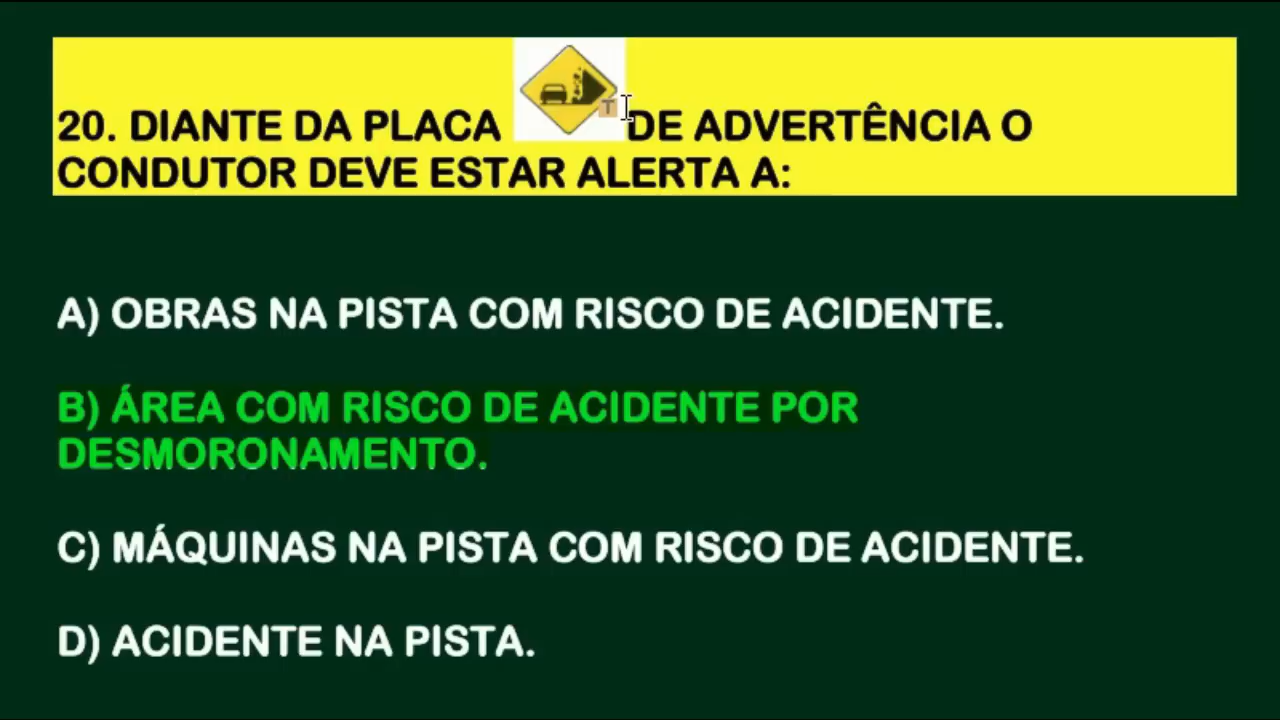 20. DIANTE DA PLACA T DE ADVERTÊNCIA O
CONDUTOR DEVE ESTAR ALERTA A:
A) OBRAS NA PISTA COM RISCO DE ACIDENTE.
B) ÁREA COM RISCO DE ACIDENTE POR
DESMORONAMENTO.
C) MÁQUINAS NA PISTA COM RISCO DE ACIDENTE.
D) ACIDENTE NA PISTA.